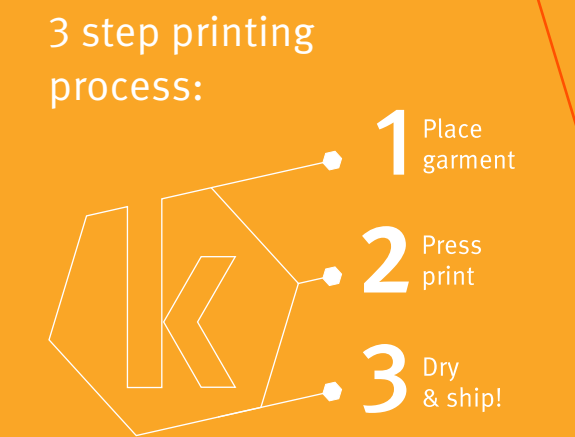 3 step printing
process:
1 Place
garment
2 Press
print
3 Dry
& ship!
k